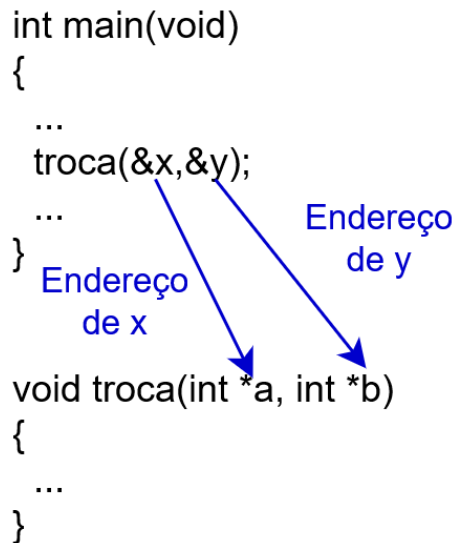 int main(void)
{
...
troca(&x,&y);
...
Endereço
de y
}
Endereço
de x
void troca(int *a, int *b)
{
...
}